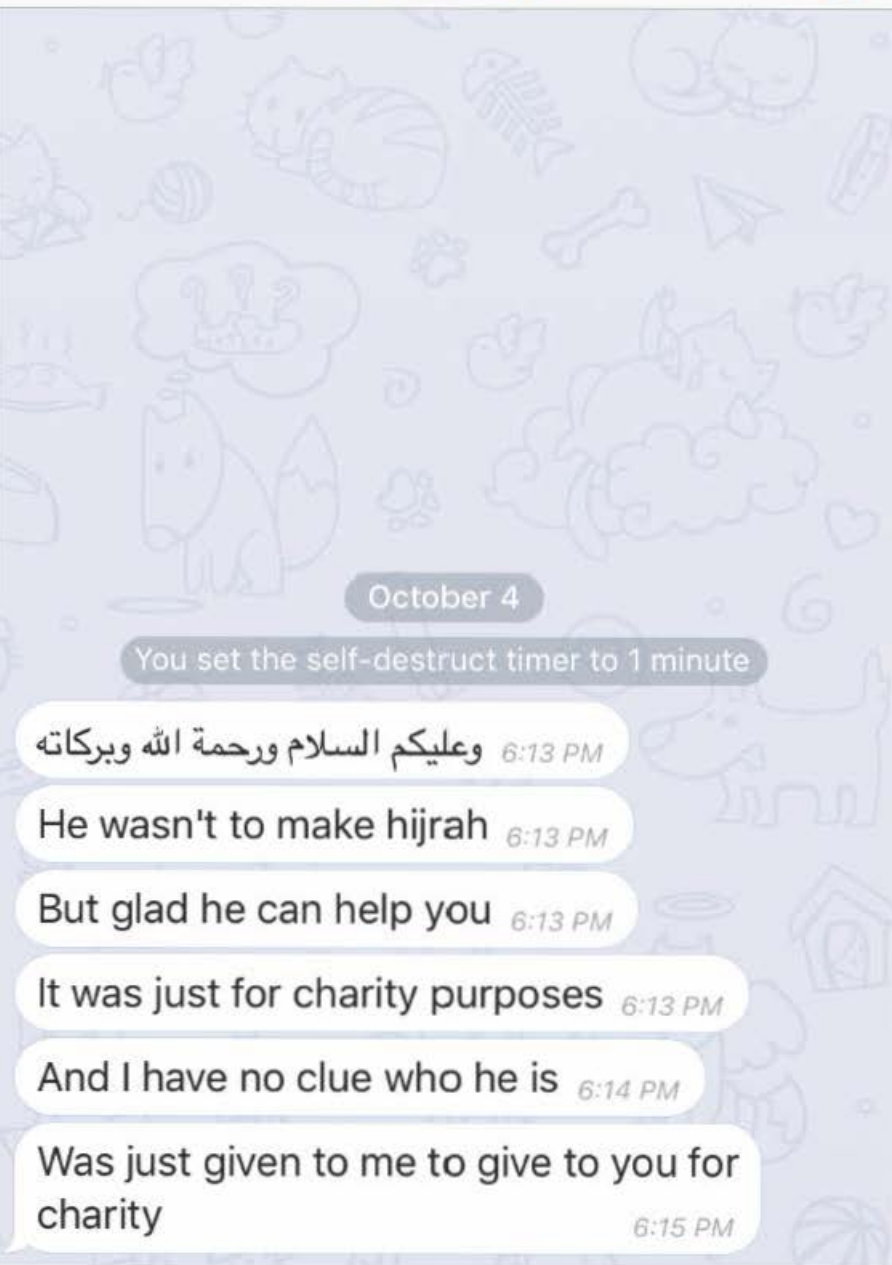 October 4
You set the self-destruct timer to 1 minute
وعليكم السلام ورحمة الله وبركاته 6:13 PM
He wasn't to make hijrah 6:13 PM
But glad he can help you 6:13 PM
It was just for charity purposes 6:13 PM
And I have no clue who he is 6:14 PM
Was just given to me to give to you for
charity 6:15 PM